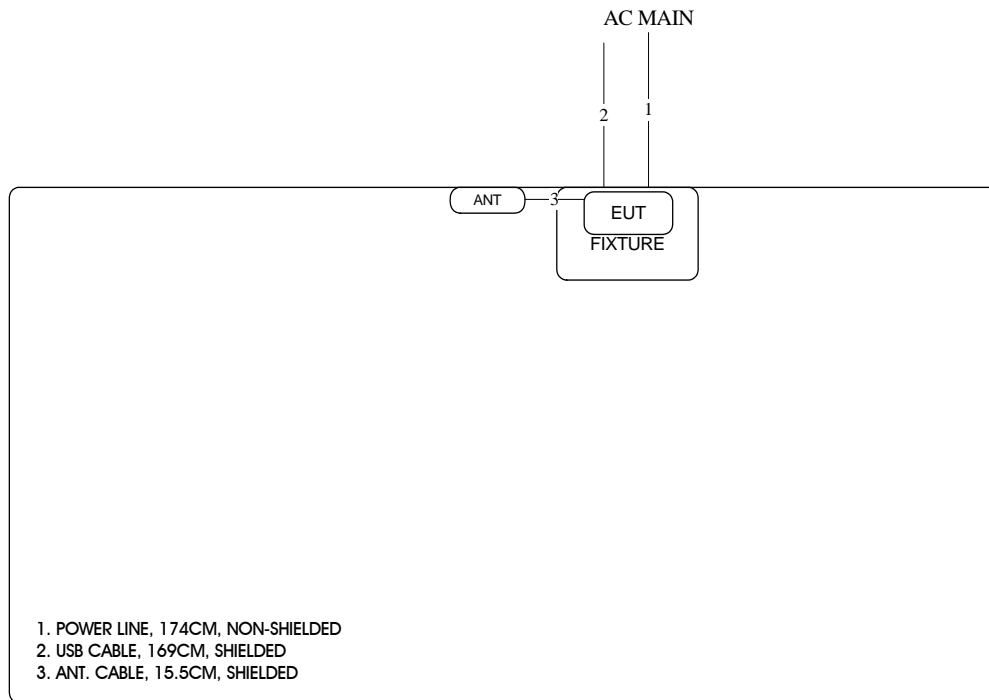 AC MAIN
2
1
ANT
3
EUT
FIXTURE
1. POWER LINE, 174CM, NON-SHIELDED
2. USB CABLE, 169CM, SHIELDED
3. ANT. CABLE, 15.5CM, SHIELDED